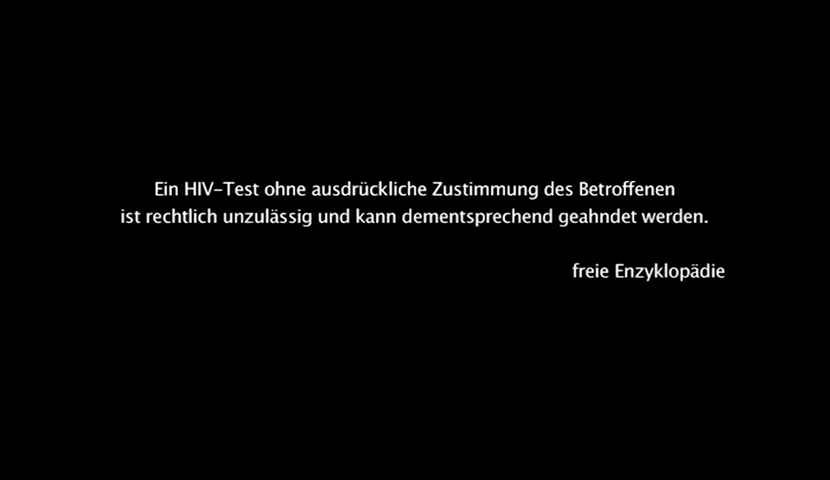 Ein HIV-Test ohne ausdrückliche Zustimmung des Betroffenen
ist rechtlich unzulässig und kann dementsprechend geahndet werden.
freie Enzyklopädie